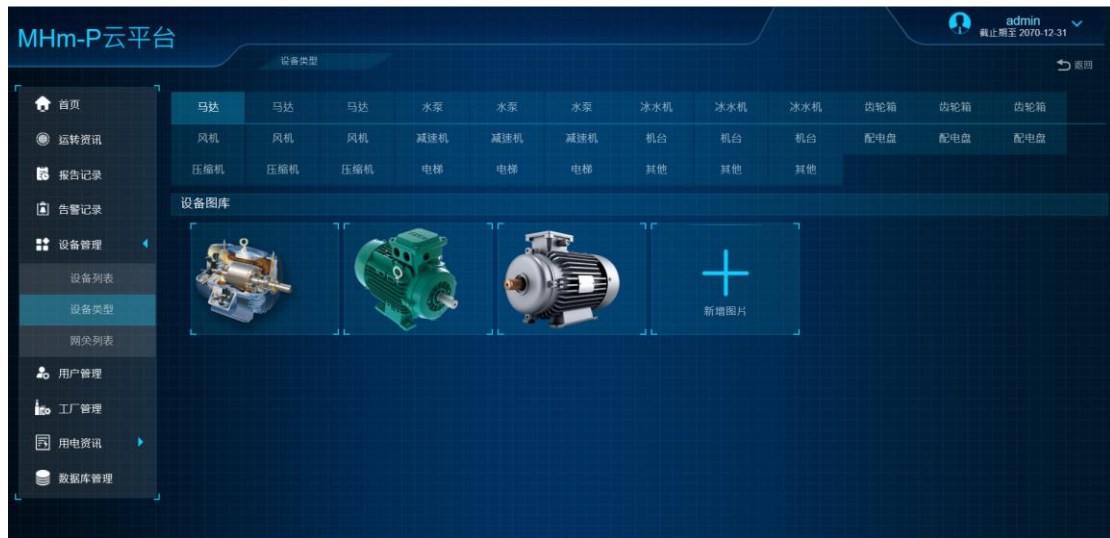 MHm-P云平台
admin
截止期至 2070-12-31
设备类型
返回
首页
运转资讯
报告记录
告警记录
设备管理
设备列表
设备类型
网关列表
用户管理
工厂管理
用电资讯
数据库管理
马达 马达 马达 水泵 水泵 水泵 冰水机 冰水机 冰水机 齿轮箱 齿轮箱 齿轮箱
风机 风机 风机 减速机 减速机 减速机 机台 机台 机台 配电盘 配电盘 配电盘
压缩机 压缩机 压缩机 电梯 电梯 电梯 其他 其他 其他
设备图库
新增图片